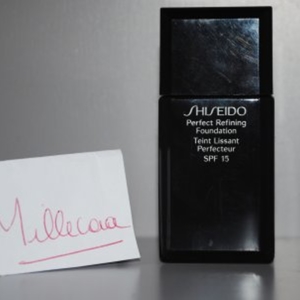 SHISEIDO
Perfect Refining
Foundation
Teint Lissant
Perfecteur
SPF 15
Millecaa